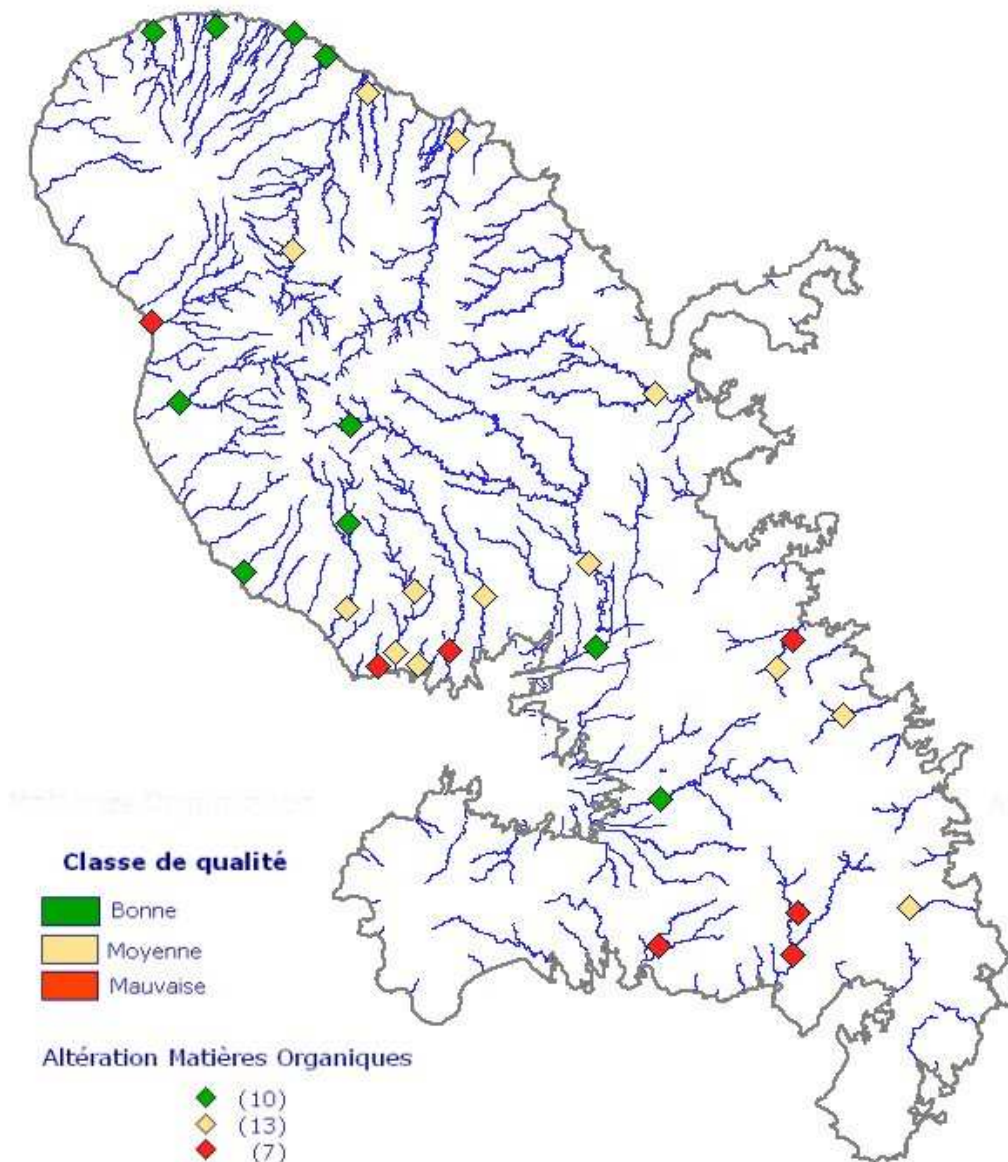 Classe de qualité
Bonne
Moyenne
Mauvaise
Altération Matières Organiques
(10)
(13)
(7)